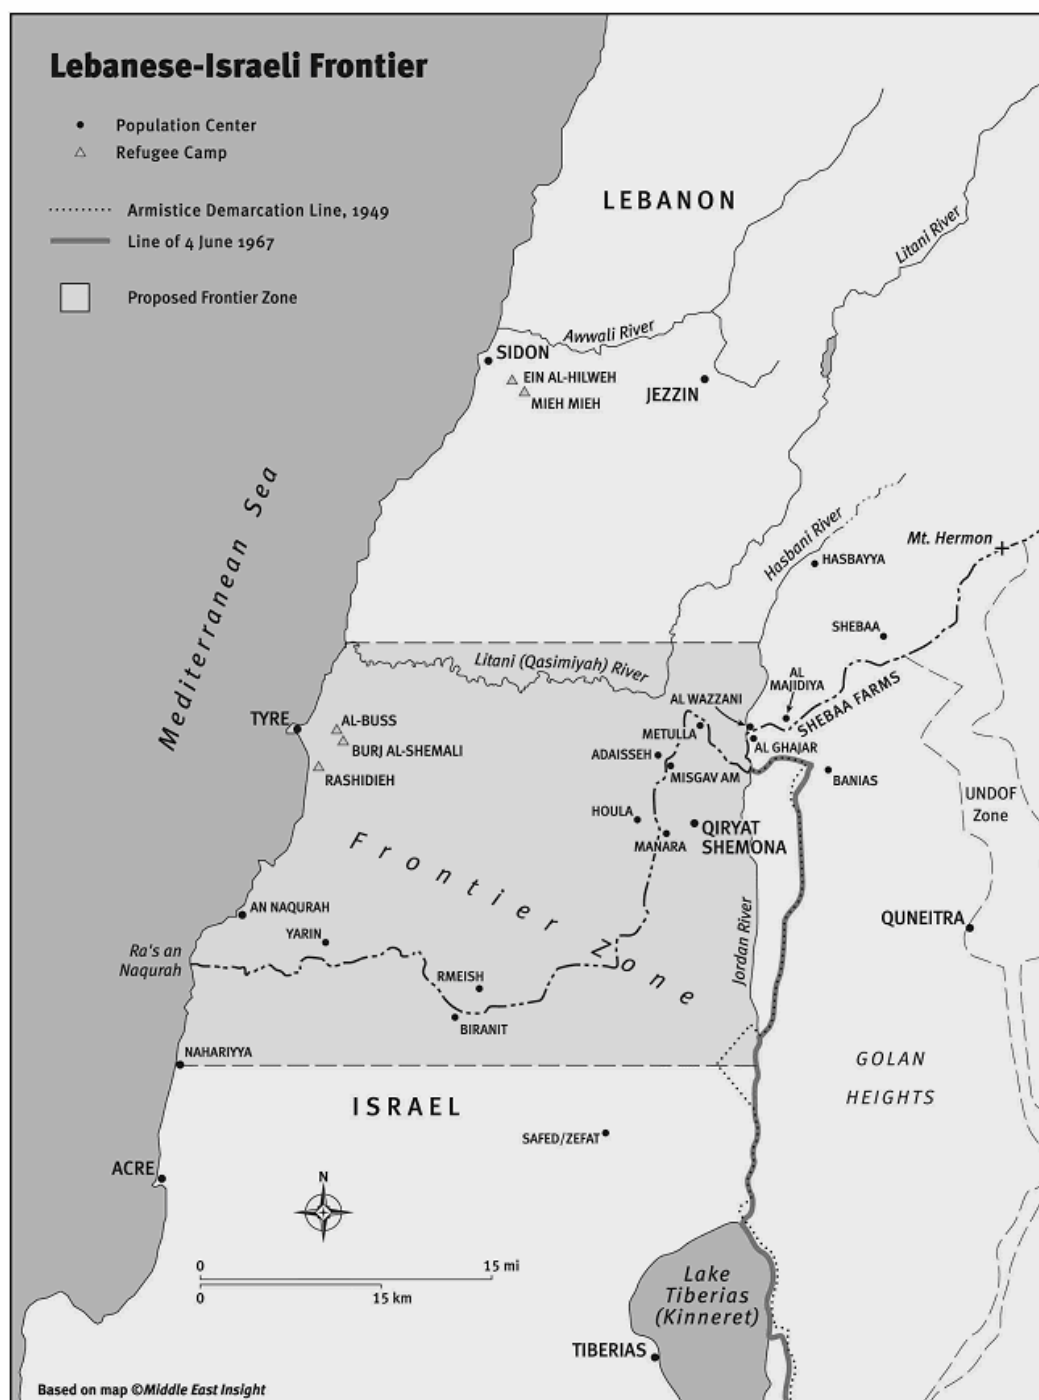 Lebanese-Israeli Frontier
Population Center
Refugee Camp
Armistice Demarcation Line, 1949
Line of 4 June 1967
Proposed Frontier Zone
LEBANON
Litani River
Awwali River
SIDON
EIN AL-HILWEH
MIEH MIEH
JEZZIN
Mediterranean Sea
Hasbani River
Mt. Hermon
HASBAYYA
SHEBAA
Litani (Qasimiyah) River
AL
MAJIDIYA
AL WAZZANI
SHEBAA FARMS
TYRE
AL-BUSS
BURJ AL-SHEMALI
RASHIDIEH
METULLA
AL GHAJAR
ADAISSEH
MISGAV AM
BANIAS
UNDOF
Zone
HOULA
MANARA
QIRYAT
SHEMONA
Frontier Zone
AN NAQURAH
YARIN
Ra's an
Naqurah
RMEISH
BIRANIT
Jordan River
QUNEITRA
NAHARIYYA
GOLAN
HEIGHTS
ISRAEL
SAFED/ZEFAT
ACRE
N
0
15 mi
0
15 km
Lake
Tiberias
(Kinneret)
TIBERIAS
Based on map ©Middle East Insight